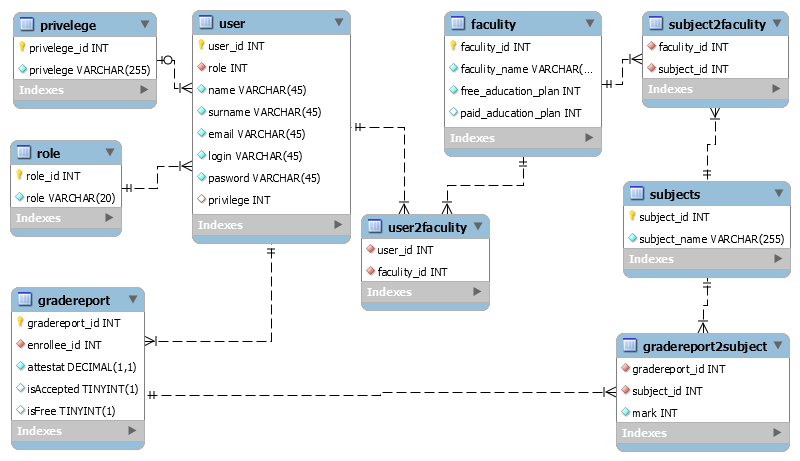 privelege
privelege_id INT
privelege VARCHAR(255)
Indexes
user
user_id INT
role INT
name VARCHAR(45)
surname VARCHAR(45)
email VARCHAR(45)
login VARCHAR(45)
pasword VARCHAR(45)
privilege INT
Indexes
faculity
faculity_id INT
faculity_name VARCHAR(...
free_aducation_plan INT
paid_aducation_plan INT
Indexes
subject2faculity
faculity_id INT
subject_id INT
Indexes
role
role_id INT
role VARCHAR(20)
Indexes
user2faculity
user_id INT
faculity_id INT
Indexes
subjects
subject_id INT
subject_name VARCHAR(255)
Indexes
gradereport
gradereport_id INT
enrollee_id INT
attestat DECIMAL(1,1)
isAccepted TINYINT(1)
isFree TINYINT(1)
Indexes
gradereport2subject
gradereport_id INT
subject_id INT
mark INT
Indexes